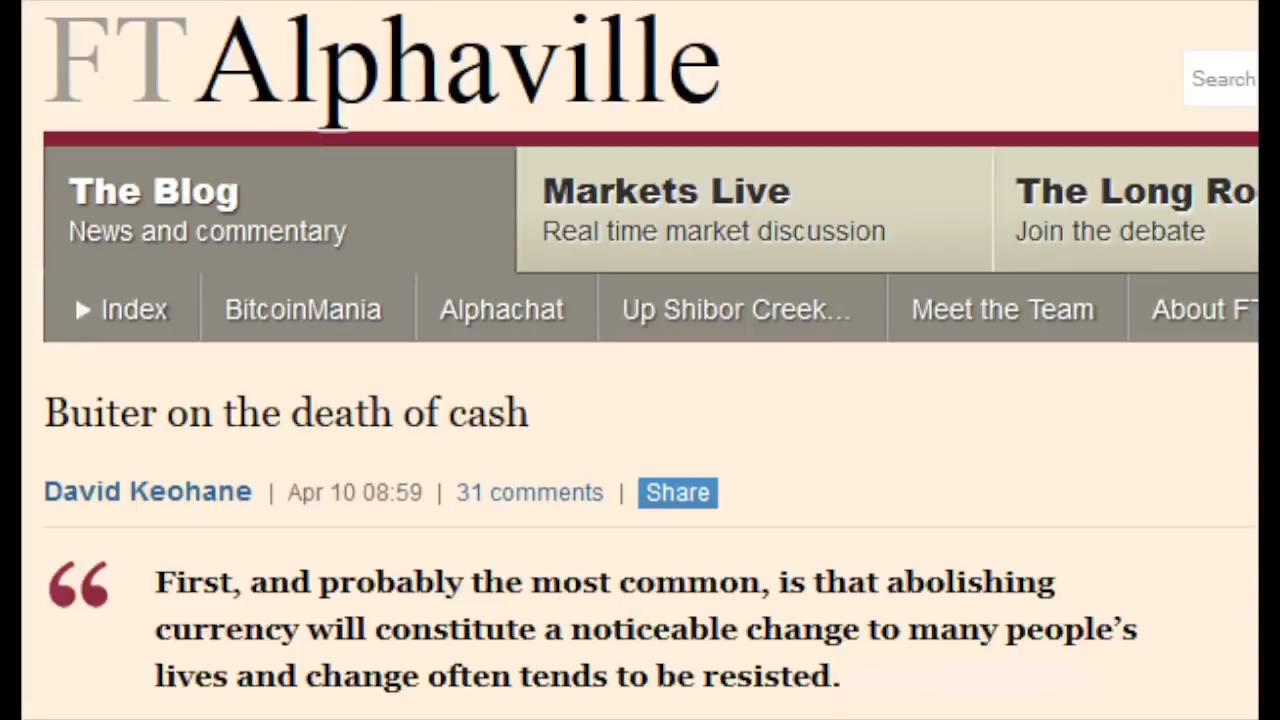 FT Alphaville
Search
The Blog
Markets Live
The Long Ro
News and commentary
Real time market discussion
Join the debate
Index
BitcoinMania
Alphachat
Up Shibor Creek...
Meet the Team
About FT
Buiter on the death of cash
David Keohane | Apr 10 08:59 | 31 comments | Share
“ First, and probably the most common, is that abolishing
currency will constitute a noticeable change to many people’s
lives and change often tends to be resisted.